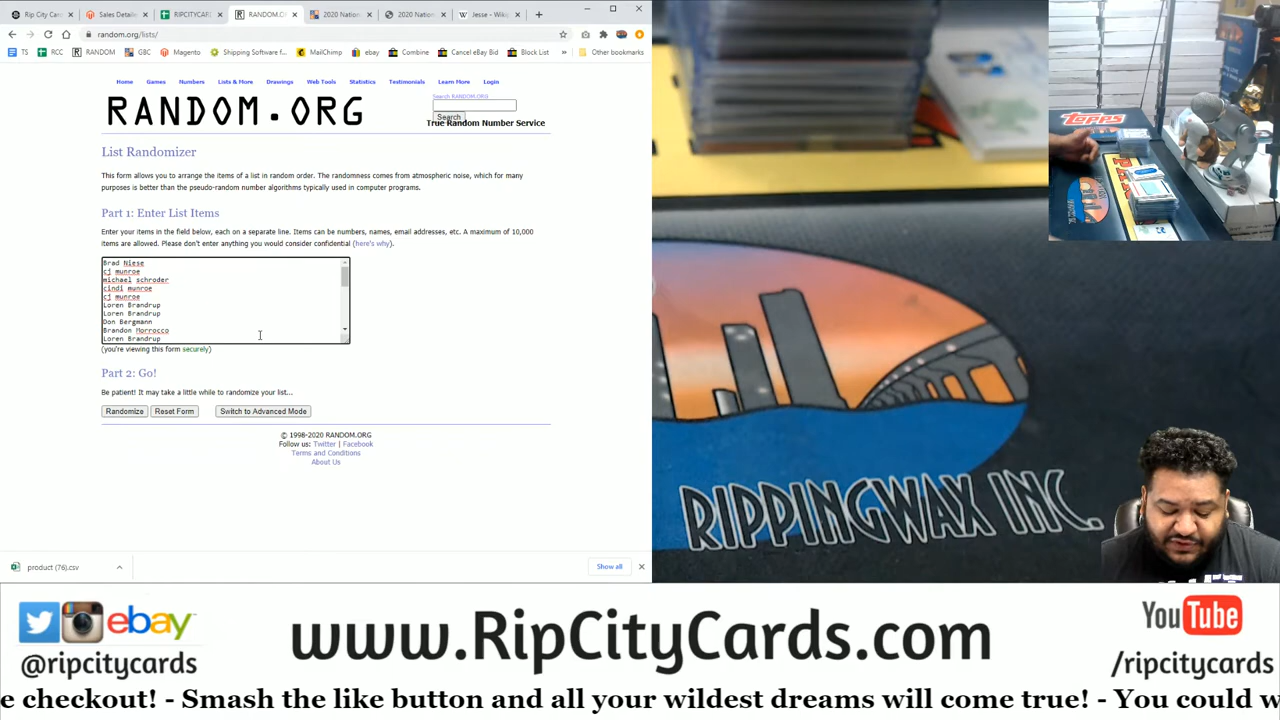 Rip City Card
Sales Detaile
RIPCITYCARI
RANDOM.O
2020 Nation
2020 Nation
Jesse - Wiki
random.org/lists/
TS
RCC
RANDOM
GBC
Magento
Shipping Software f...
MailChimp
ebay
Combine
Cancel eBay Bid
Block List
Other bookmarks
Home
Games
Numbers
Lists & More
Drawings
Web Tools
Statistics
Testimonials
Learn More
Login
RANDOM.ORG
Search RANDOM.ORG
Search
True Random Number Service
List Randomizer
This form allows you to arrange the items of a list in random order. The randomness comes from atmospheric noise, which for many
purposes is better than the pseudo-random number algorithms typically used in computer programs.
Part 1: Enter List Items
Enter your items in the field below, each on a separate line. Items can be numbers, names, email addresses, etc. A maximum of 10,000
items are allowed. Please don't enter anything you would consider confidential (here's why).
Brad Niese
cj munroe
michael schroder
cindi munroe
cj munroe
Loren Brandrup
Loren Brandrup
Don Bergmann
Brandon Morrocco
Loren Brandrup
(you're viewing this form securely)
Part 2: Go!
Be patient! It may take a little while to randomize your list...
Randomize
Reset Form
Switch to Advanced Mode
© 1998-2020 RANDOM.ORG
Follow us: Twitter | Facebook
Terms and Conditions
About Us
product (76).csv
Show all
Topps
RIPPINGWAX INC.
ebay
@ripcitycards
www.RipCityCards.com
YouTube
/ripcitycards
e checkout! - Smash the like button and all your wildest dreams will come true! - You could w